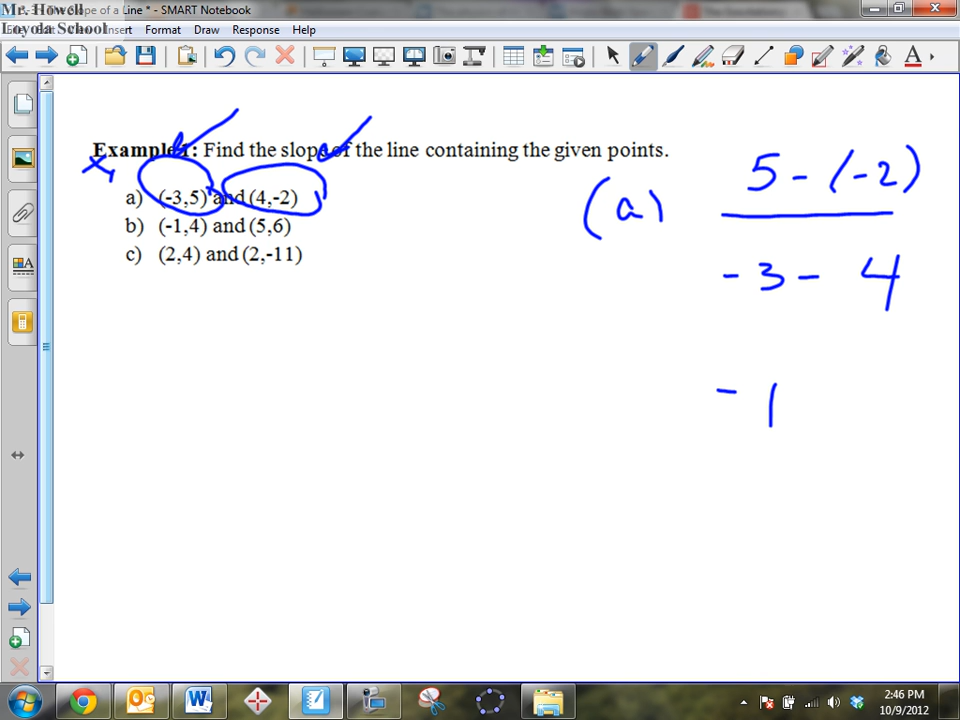 Mr. Howell
Loyola School
Line * - SMART Notebook
Insert Format Draw Response Help
Example 1: Find the slope of the line containing the given points.
a) (-3,5) and (4,-2)
b) (-1,4) and (5,6)
c) (2,4) and (2,-11)
x₁
(a)
5 - (-2)
-3 - 4
-1
2:46 PM
10/9/2012